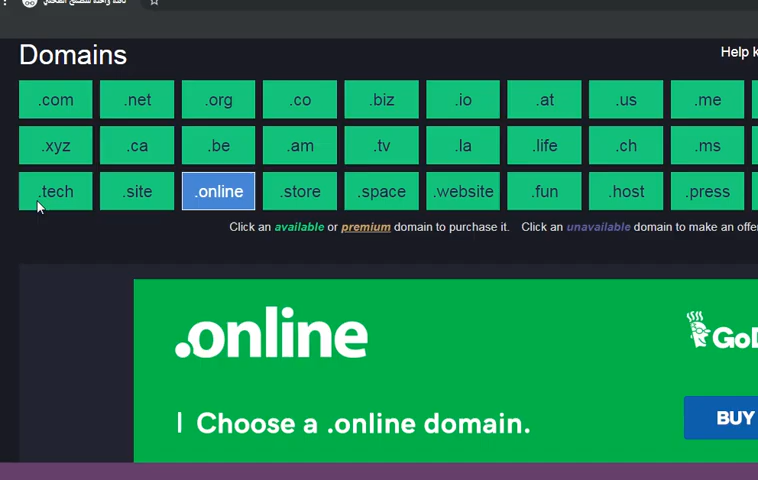 Domains
Help
.com .net .org .co .biz .io .at .us .me
.xyz .ca .be .am .tv .la .life .ch .ms
.tech .site .online .store .space .website .fun .host .press
Click an available or premium domain to purchase it. Click an unavailable domain to make an
.online
Choose a .online domain.
BUY